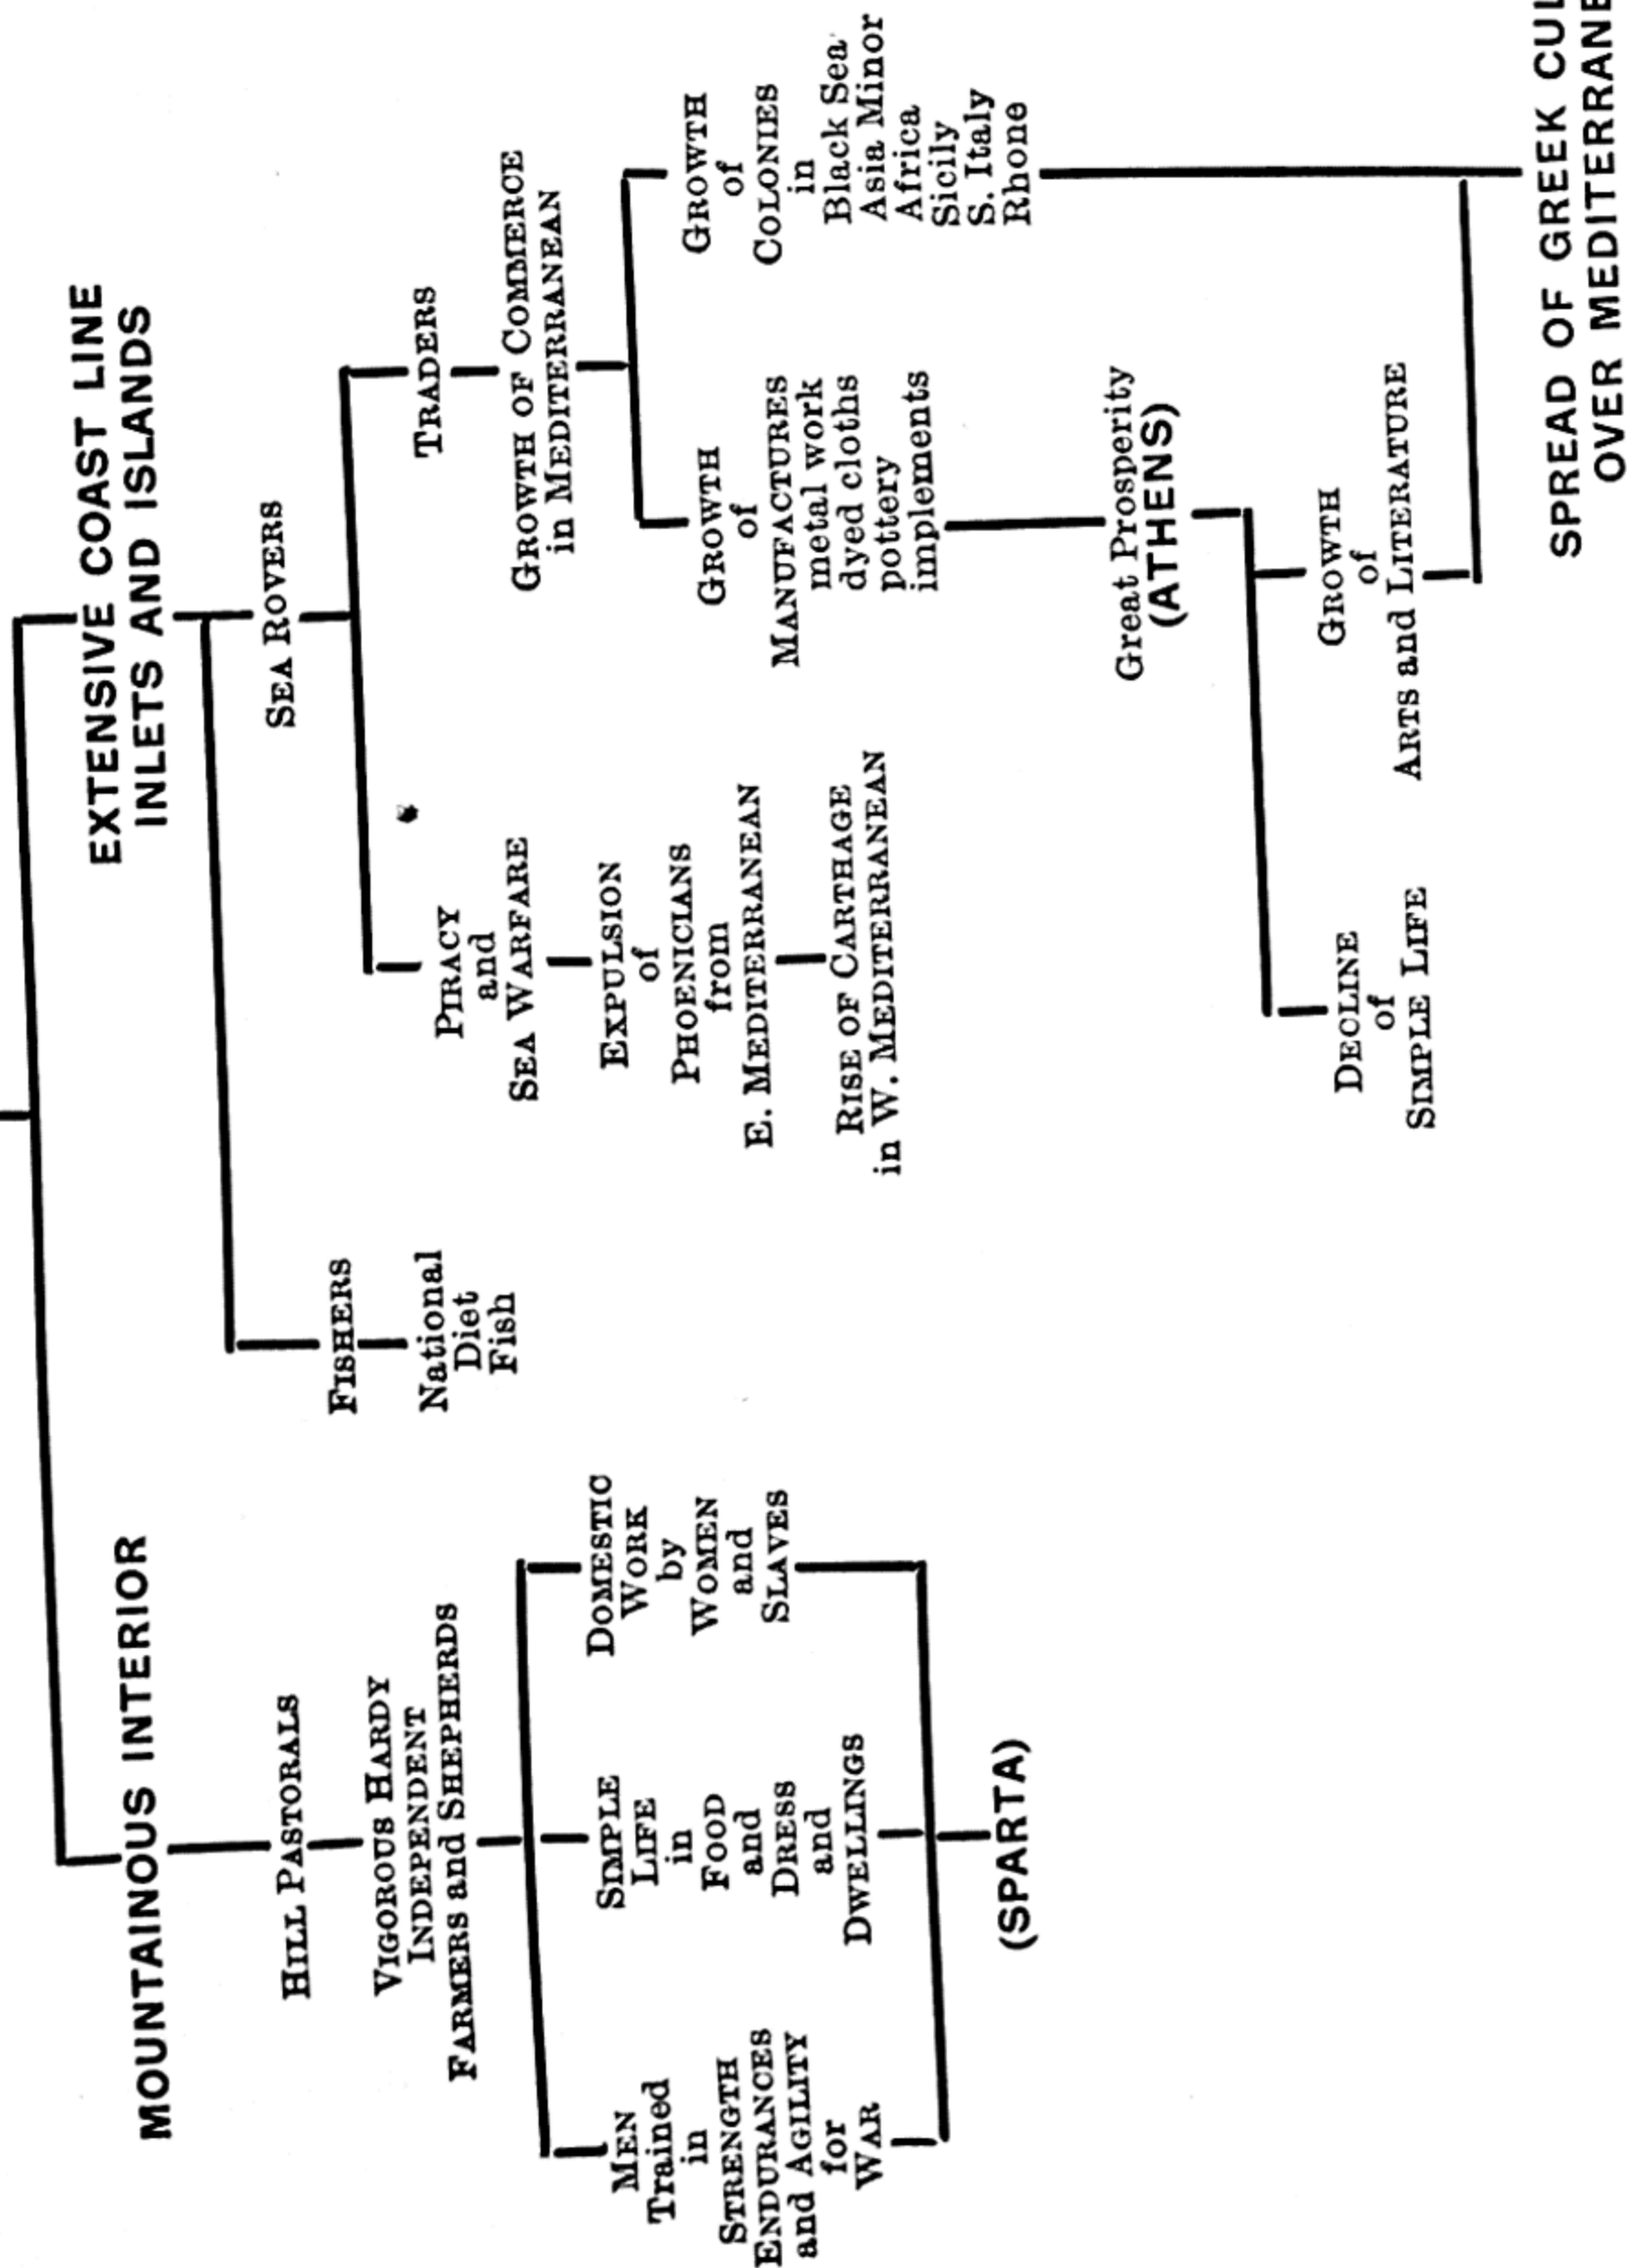 MOUNTAINOUS INTERIOR
HILL PASTORALS
VIGOROUS HARDY
INDEPENDENT
FARMERS and SHEPHERDS
MEN
Trained
in
STRENGTH
ENDURANCES
and AGILITY
for
WAR
SIMPLE
LIFE
in
FOOD
and
DRESS
and
DWELLINGS
DOMESTIC
WORK
by
WOMEN
and
SLAVES
(SPARTA)
EXTENSIVE COAST LINE
INLETS AND ISLANDS
FISHERS
National
Diet
Fish
SEA ROVERS
PIRACY
and
SEA WARFARE
EXPULSION
of
PHOENICIANS
from
E. MEDITERRANEAN
RISE OF CARTHAGE
in W. MEDITERRANEAN
TRADERS
GROWTH OF COMMERCE
in MEDITERRANEAN
GROWTH
of
MANUFACTURES
metal work
dyed cloths
pottery
implements
Great Prosperity
(ATHENS)
DECLINE
of
SIMPLE LIFE
GROWTH
of
ARTS and LITERATURE
GROWTH
of
COLONIES
in
Black Sea
Asia Minor
Africa
Sicily
S. Italy
Rhone
SPREAD OF GREEK CUL
OVER MEDITERRANE